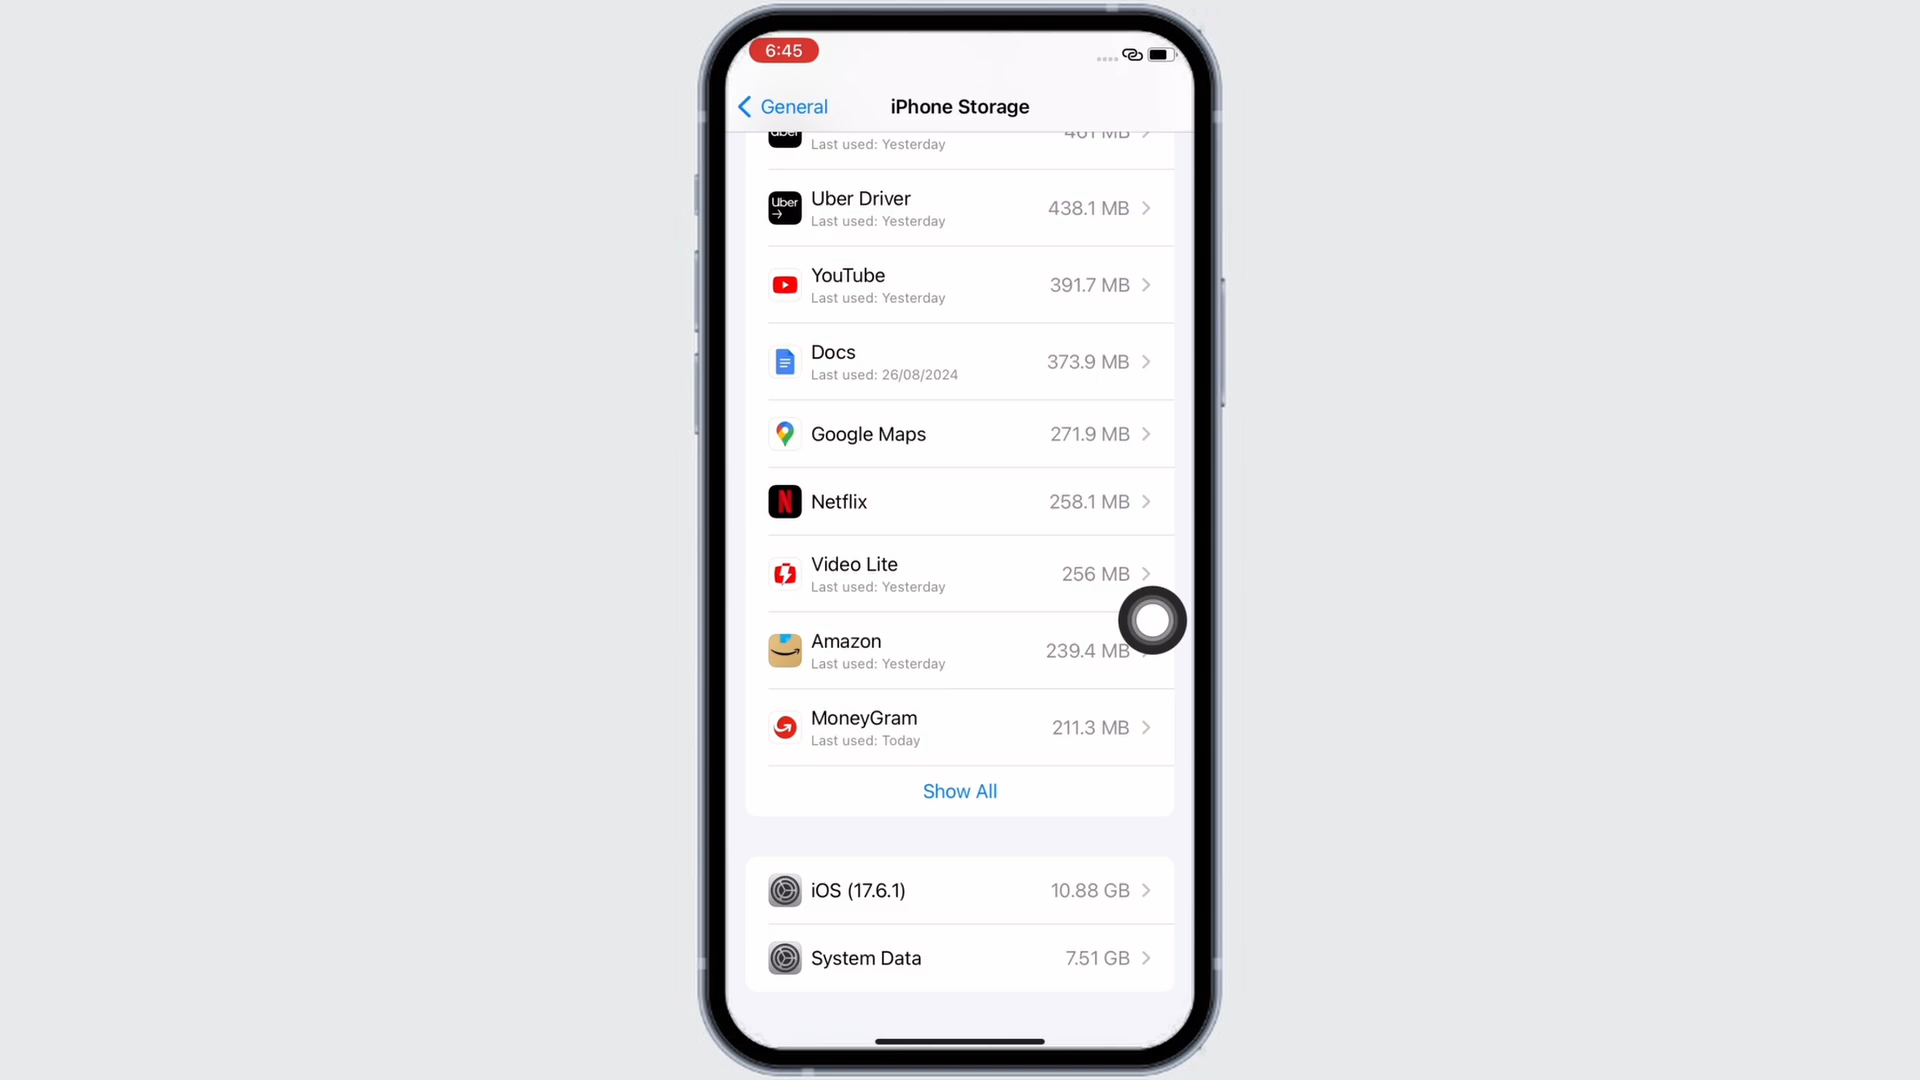 6:45
General
iPhone Storage
Last used: Yesterday
Uber Driver
Last used: Yesterday
438.1 MB
Uber
YouTube
Last used: Yesterday
391.7 MB
Docs
Last used: 26/08/2024
373.9 MB
Google Maps
271.9 MB
N
Netflix
258.1 MB
Video Lite
Last used: Yesterday
256 MB
Amazon
Last used: Yesterday
239.4 MB
MoneyGram
Last used: Today
211.3 MB
Show All
iOS (17.6.1)
10.88 GB
System Data
7.51 GB